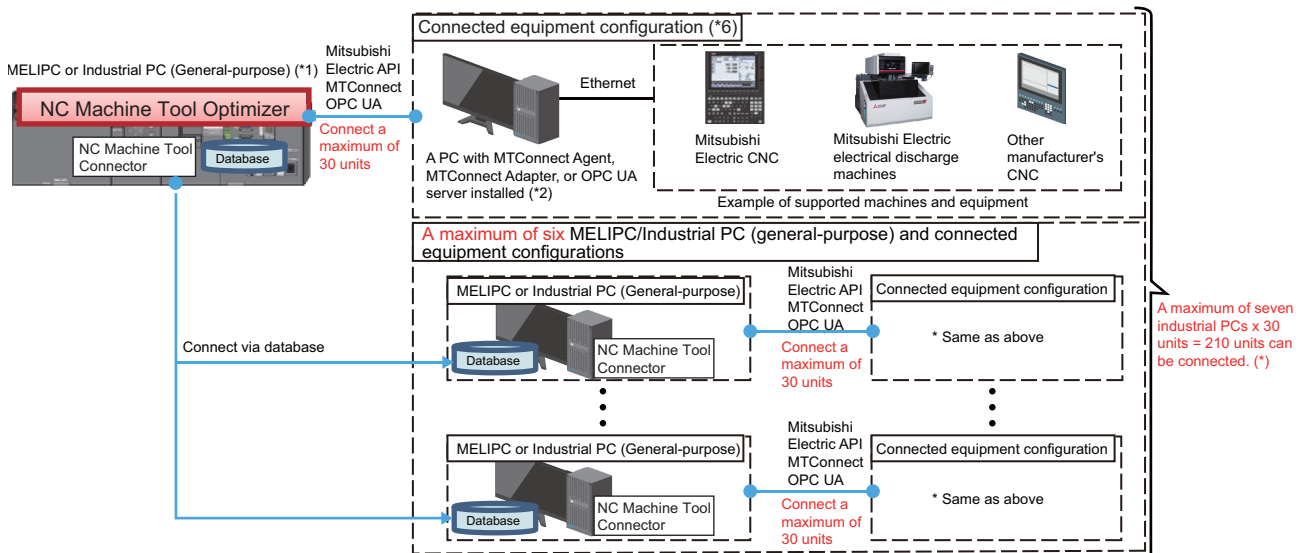 MELIPC or Industrial PC (General-purpose) (*1)
NC Machine Tool Optimizer
NC Machine Tool
Connector
Database
Mitsubishi
Electric API
MTConnect
OPC UA
Connect a
maximum of
30 units
Connected equipment configuration (*6)
Ethernet
A PC with MTConnect Agent,
MTConnect Adapter, or OPC UA
server installed (*2)
Mitsubishi
Electric CNC
Mitsubishi Electric
electrical discharge
machines
Other
manufacturer's
CNC
Example of supported machines and equipment
A maximum of six MELIPC/Industrial PC (general-purpose) and connected
equipment configurations
Connect via database
MELIPC or Industrial PC (General-purpose)
Database
NC Machine Tool
Connector
Mitsubishi
Electric API
MTConnect
OPC UA
Connect a
maximum of
30 units
Connected equipment configuration
* Same as above
MELIPC or Industrial PC (General-purpose)
Database
NC Machine Tool
Connector
Mitsubishi
Electric API
MTConnect
OPC UA
Connect a
maximum of
30 units
Connected equipment configuration
* Same as above
A maximum of seven
industrial PCs x 30
units = 210 units can
be connected. (*)